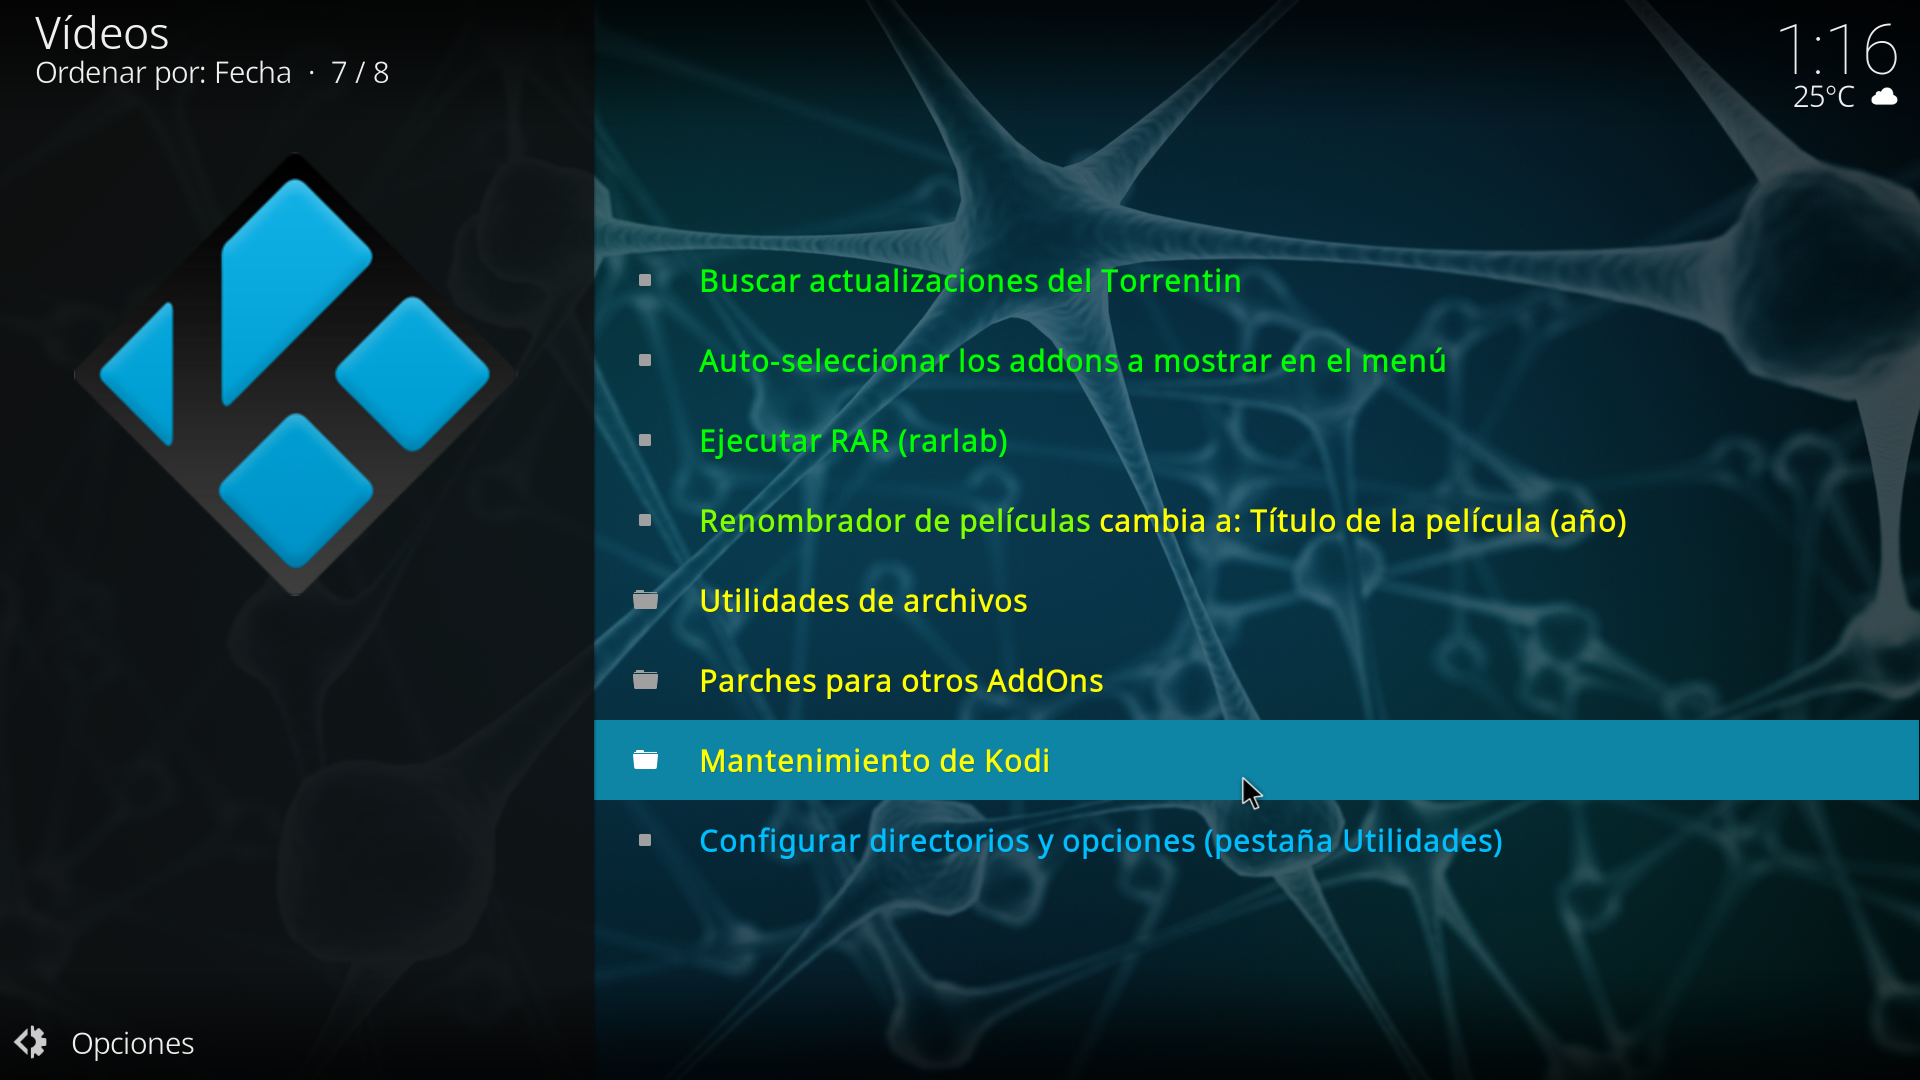 Vídeos
Ordenar por: Fecha · 7 / 8
1:16
25°C
Buscar actualizaciones del Torrentin
Auto-seleccionar los addons a mostrar en el menú
Ejecutar RAR (rarlab)
Renombrador de películas cambia a: Título de la película (año)
Utilidades de archivos
Parches para otros AddOns
Mantenimiento de Kodi
Configurar directorios y opciones (pestaña Utilidades)
Opciones